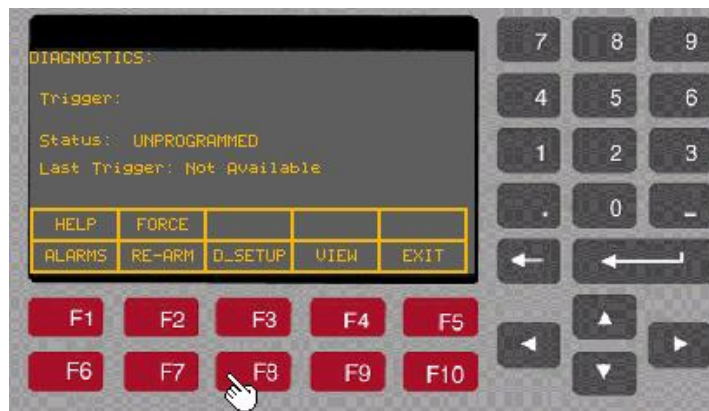 DIAGNOSTICS:
Trigger:
Status: UNPROGRAMMED
Last Trigger: Not Available
HELP FORCE
ALARMS RE-ARM D_SETUP VIEW EXIT
F1 F2 F3 F4 F5
F6 F7 F8 F9 F10
7 8 9
4 5 6
1 2 3
. 0 -